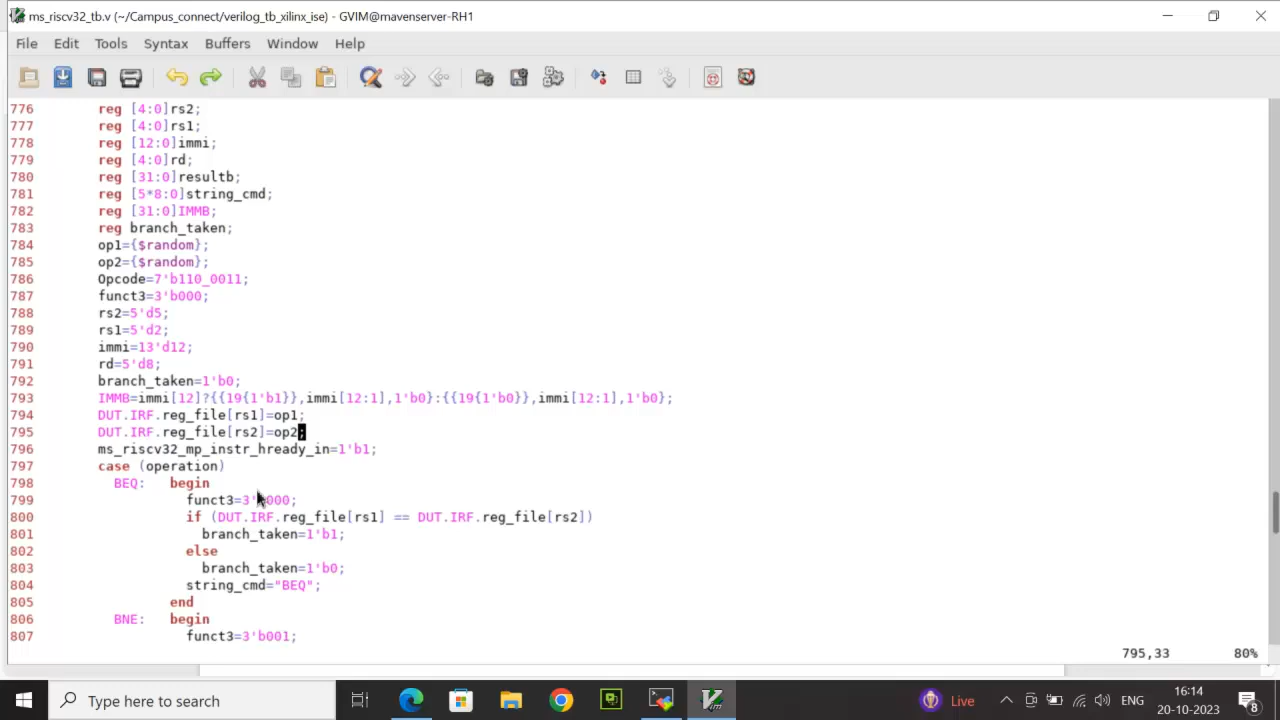 ms_riscv32_tb.v (~/Campus_connect/verilog_tb_xilinx_ise) - GVIM@mavenserver-RH1
File Edit Tools Syntax Buffers Window Help
776 reg [4:0]rs2;
777 reg [4:0]rs1;
778 reg [12:0]immi;
779 reg [4:0]rd;
780 reg [31:0]resultb;
781 reg [5*8:0]string_cmd;
782 reg [31:0]IMMB;
783 reg branch_taken;
784 op1={$random};
785 op2={$random};
786 Opcode=7'b110_0011;
787 funct3=3'b000;
788 rs2=5'd5;
789 rs1=5'd2;
790 immi=13'd12;
791 rd=5'd8;
792 branch_taken=1'b0;
793 IMMB=immi[12]?{{19{1'b1}},immi[12:1],1'b0}:{{19{1'b0}},immi[12:1],1'b0};
794 DUT.IRF.reg_file[rs1]=op1;
795 DUT.IRF.reg_file[rs2]=op2;
796 ms_riscv32_mp_instr_hready_in=1'b1;
797 case (operation)
798 BEQ: begin
799 funct3=3'b000;
800 if (DUT.IRF.reg_file[rs1] == DUT.IRF.reg_file[rs2])
801 branch_taken=1'b1;
802 else
803 branch_taken=1'b0;
804 string_cmd="BEQ";
805 end
806 BNE: begin
807 funct3=3'b001;
795,33 80%
Type here to search
Live
ENG
16:14
20-10-2023
8